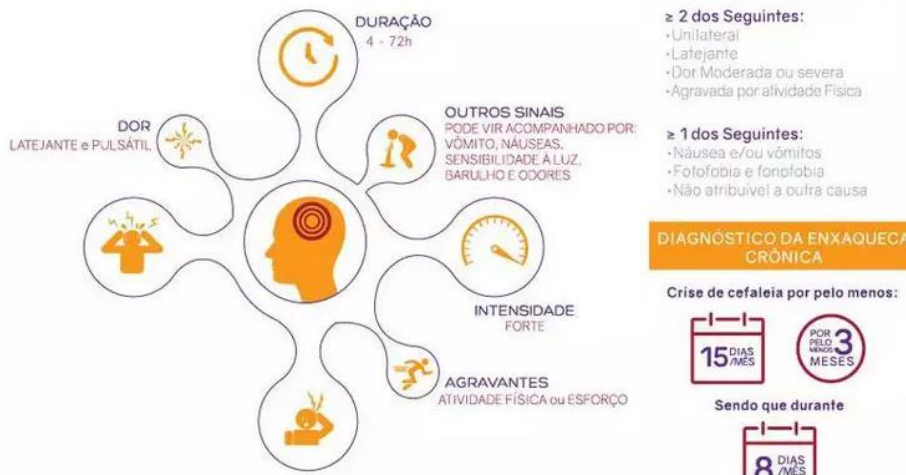 DURAÇÃO
4 - 72h
DOR
LATEJANTE e PULSÁTIL
OUTROS SINAIS
PODE VIR ACOMPANHADO POR:
VÔMITO, NÁUSEAS,
SENSIBILIDADE À LUZ,
BARULHO E ODORES
INTENSIDADE
FORTE
AGRAVANTES
ATIVIDADE FÍSICA ou ESFORÇO
≥ 2 dos Seguintes:
•Unilateral
•Latejante
•Dor Moderada ou severa
•Agravada por atividade Física
≥ 1 dos Seguintes:
•Náusea e/ou vômitos
•Fotofobia e fonofobia
•Não atribuível a outra causa
DIAGNÓSTICO DA ENXAQUECA
CRÔNICA
Crise de cefaleia por pelo menos:
15 DIAS /MÊS
POR PELO MENOS 3 MESES
Sendo que durante
8 DIAS /MÊS